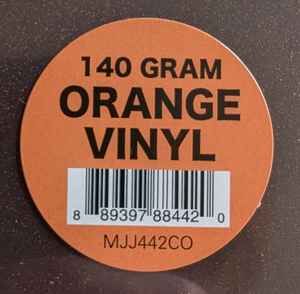 140 GRAM
ORANGE
VINYL
8 89397 88442 0
MJJ442CO